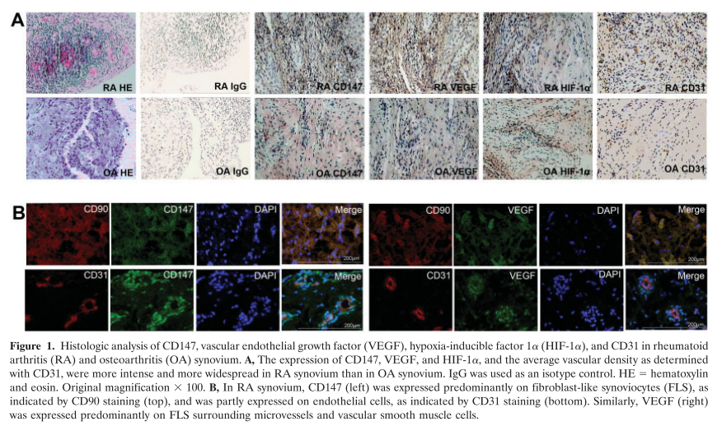 A
RA HE
RA IgG
RA CD147
RA VEGF
RA HIF-1α
RA CD31
OA HE
OA IgG
OA CD147
OA VEGF
OA HIF-1α
OA CD31
B
CD90
CD147
DAPI
Merge
200μm
CD90
VEGF
DAPI
Merge
200μm
CD31
CD147
DAPI
Merge
200μm
CD31
VEGF
DAPI
Merge
200μm
Figure 1. Histologic analysis of CD147, vascular endothelial growth factor (VEGF), hypoxia-inducible factor 1α (HIF-1α), and CD31 in rheumatoid
arthritis (RA) and osteoarthritis (OA) synovium. A, The expression of CD147, VEGF, and HIF-1α, and the average vascular density as determined
with CD31, were more intense and more widespread in RA synovium than in OA synovium. IgG was used as an isotype control. HE = hematoxylin
and eosin. Original magnification × 100. B, In RA synovium, CD147 (left) was expressed predominantly on fibroblast-like synoviocytes (FLS), as
indicated by CD90 staining (top), and was partly expressed on endothelial cells, as indicated by CD31 staining (bottom). Similarly, VEGF (right)
was expressed predominantly on FLS surrounding microvessels and vascular smooth muscle cells.